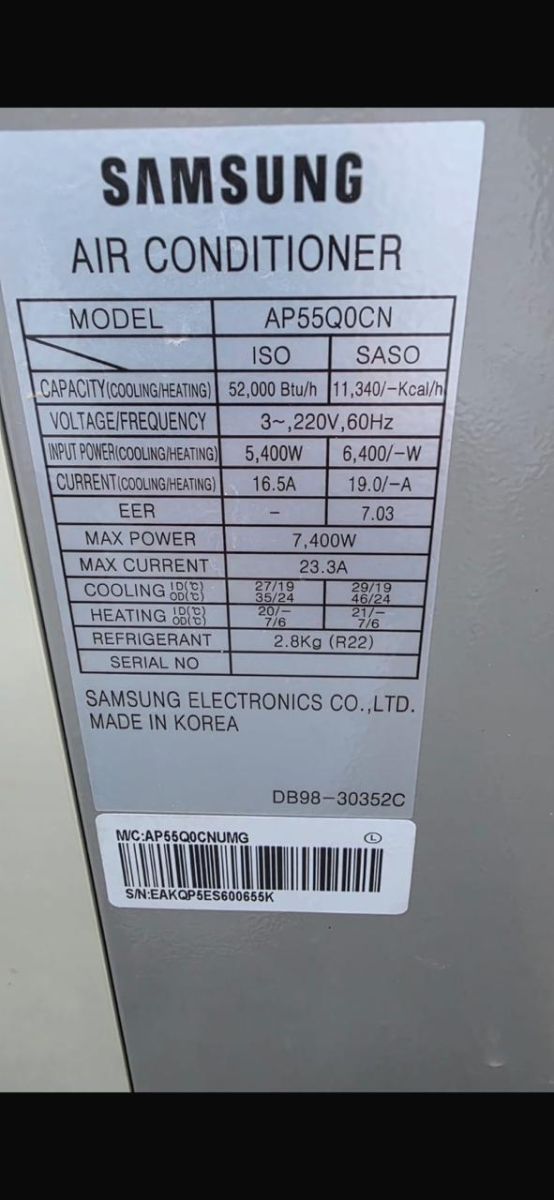 SAMSUNG
AIR CONDITIONER
MODEL AP55Q0CN
ISO SASO
CAPACITY(COOLING/HEATING) 52,000 Btu/h 11,340/-Kcal/h
VOLTAGE/FREQUENCY 3~,220V,60Hz
INPUT POWER(COOLING/HEATING) 5,400W 6,400/-W
CURRENT(COOLING/HEATING) 16.5A 19.0/-A
EER - 7.03
MAX POWER 7,400W
MAX CURRENT 23.3A
COOLING ID(℃) 27/19 29/19
OD(℃) 35/24 46/24
HEATING ID(℃) 20/- 21/-
OD(℃) 7/6 7/6
REFRIGERANT 2.8Kg (R22)
SERIAL NO
SAMSUNG ELECTRONICS CO.,LTD.
MADE IN KOREA
DB98-30352C
M/C:AP55Q0CNUMG L
S/N:EAKQP5ES600655K